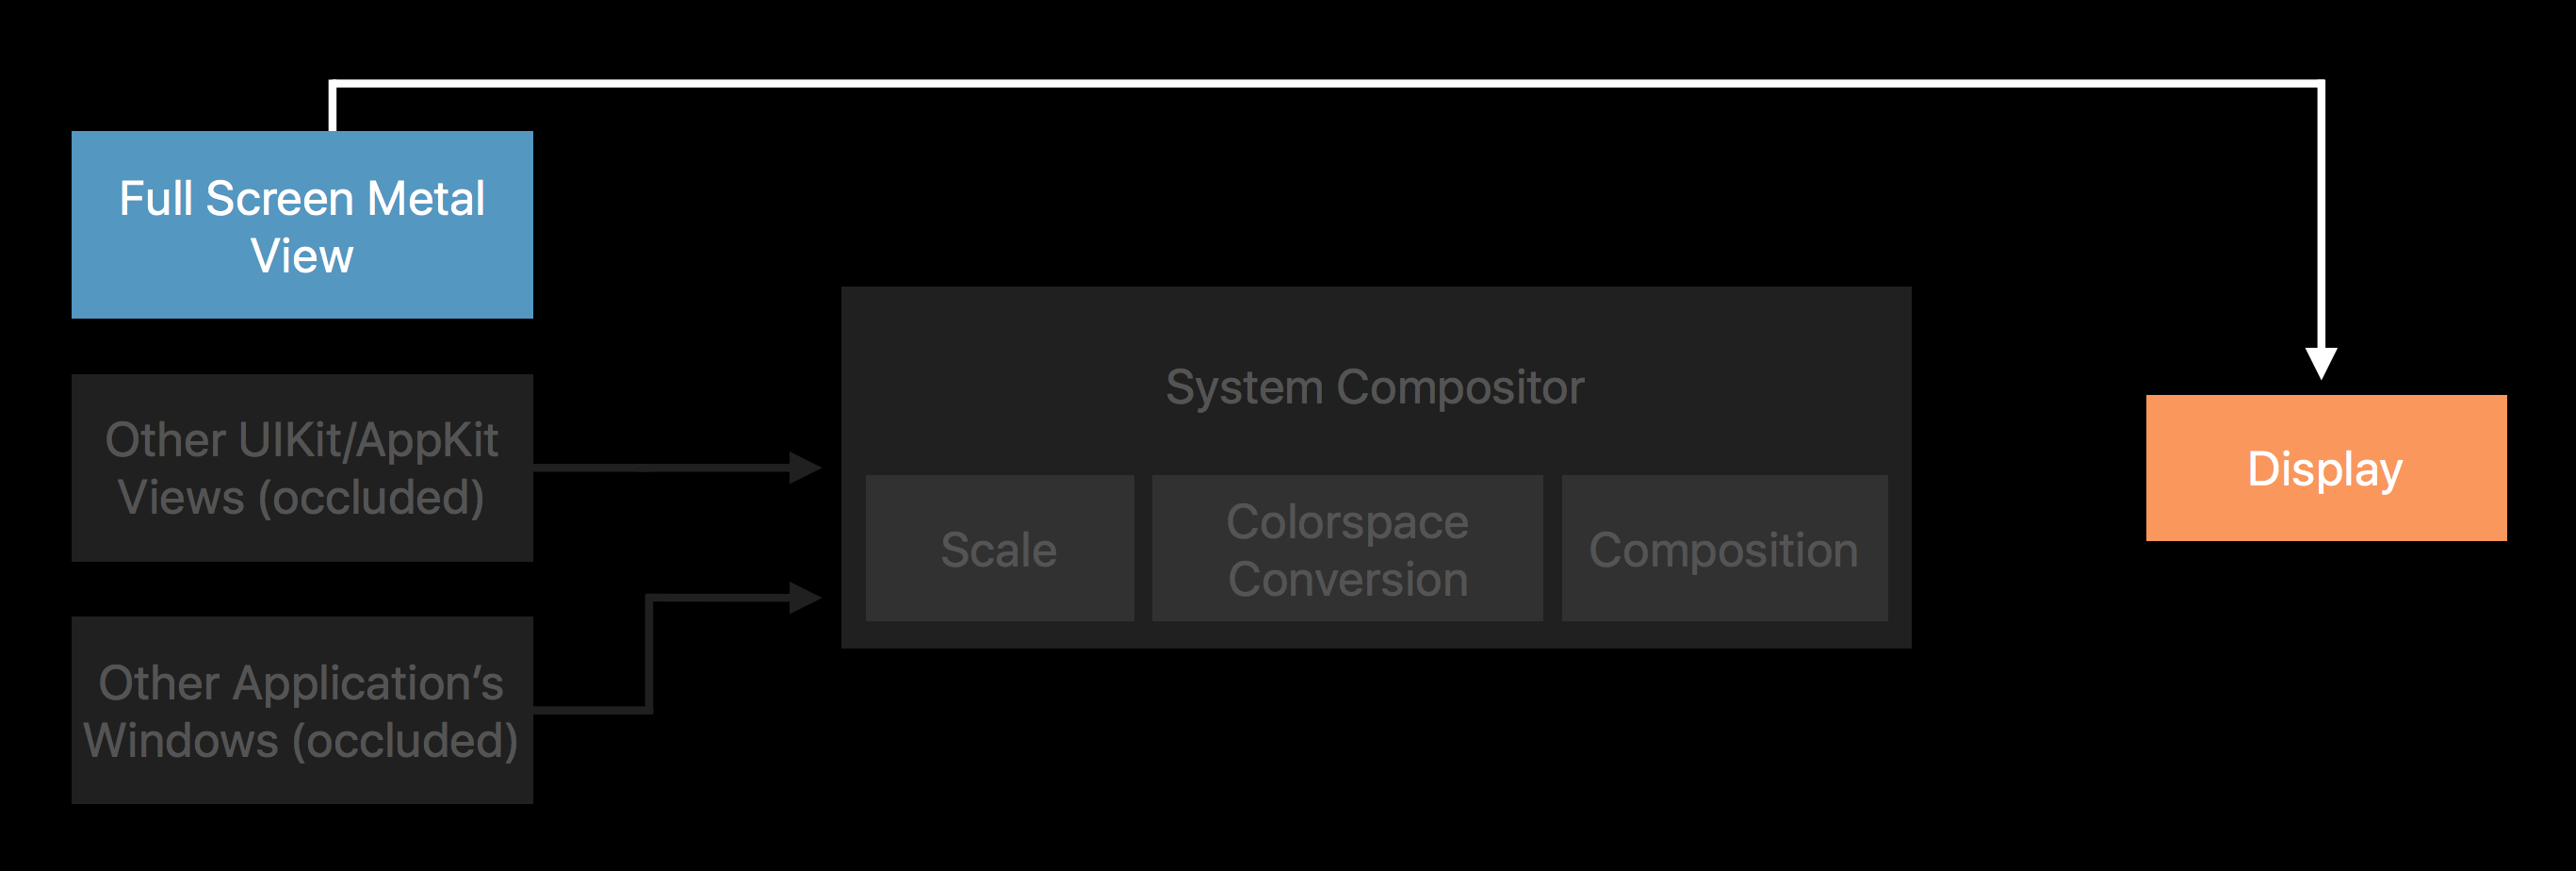 Full Screen Metal
View
Other UIKit/AppKit
Views (occluded)
Other Application’s
Windows (occluded)
System Compositor
Scale
Colorspace
Conversion
Composition
Display